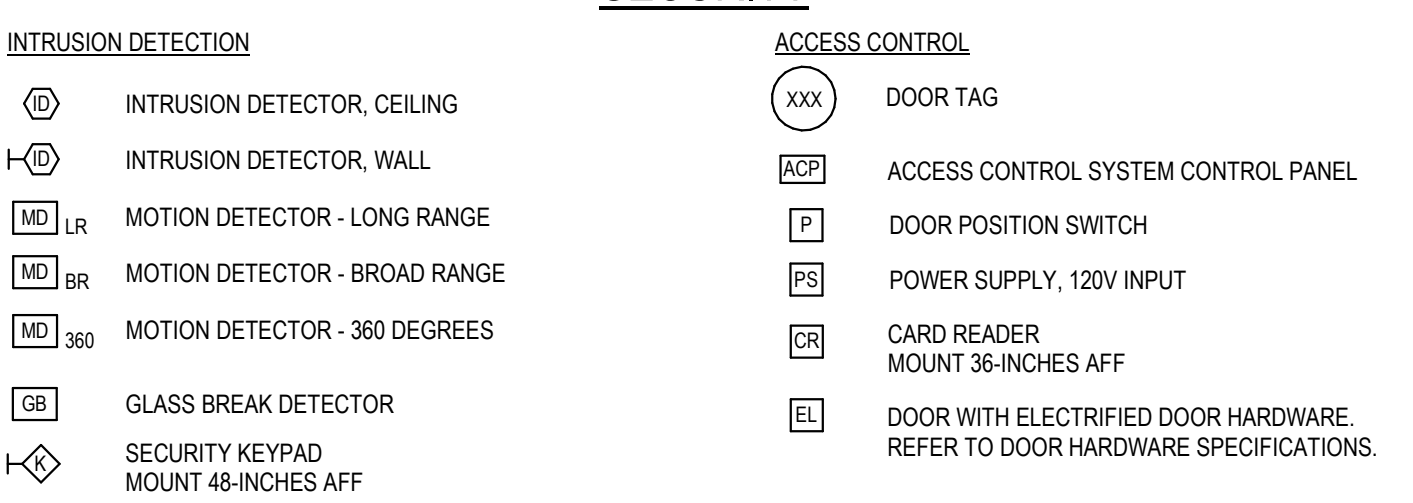 INTRUSION DETECTION
ID INTRUSION DETECTOR, CEILING
ID INTRUSION DETECTOR, WALL
MD LR MOTION DETECTOR - LONG RANGE
MD BR MOTION DETECTOR - BROAD RANGE
MD 360 MOTION DETECTOR - 360 DEGREES
GB GLASS BREAK DETECTOR
K SECURITY KEYPAD
MOUNT 48-INCHES AFF
ACCESS CONTROL
XXX DOOR TAG
ACP ACCESS CONTROL SYSTEM CONTROL PANEL
P DOOR POSITION SWITCH
PS POWER SUPPLY, 120V INPUT
CR CARD READER
MOUNT 36-INCHES AFF
EL DOOR WITH ELECTRIFIED DOOR HARDWARE.
REFER TO DOOR HARDWARE SPECIFICATIONS.